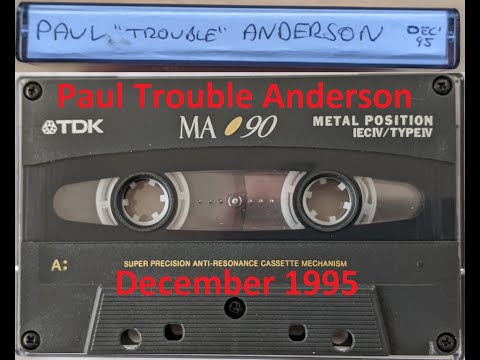 PAUL "TROUBLE" ANDERSON DEC' 95
Paul Trouble Anderson
TDK MA 90 METAL POSITION
IECIV/TYPEIV
A: SUPER PRECISION ANTI-RESONANCE CASSETTE MECHANISM
December 1995